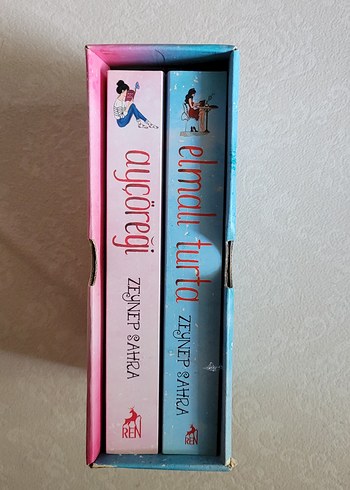 ayçöreği
ZEYNEP SAHRA
REN
elmalı turta
ZEYNEP SAHRA
REN